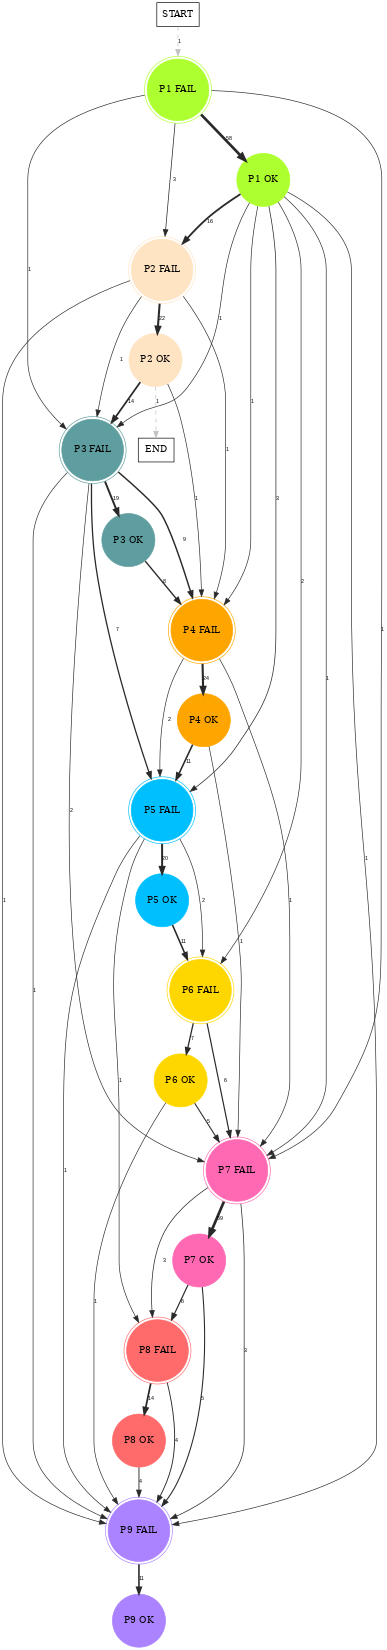 START
1
P1 FAIL
58
3
P1 OK
16
1
1
P2 FAIL
22
1
1
P2 OK
1
14
1
1
3
2
1
END
P3 FAIL
19
9
P3 OK
8
7
P4 FAIL
24
2
P4 OK
11
1
2
P5 FAIL
20
2
1
1
P5 OK
11
1
P6 FAIL
7
6
1
1
P6 OK
5
1
P7 FAIL
3
P7 OK
6
3
5
P8 FAIL
14
4
P8 OK
4
P9 FAIL
11
P9 OK